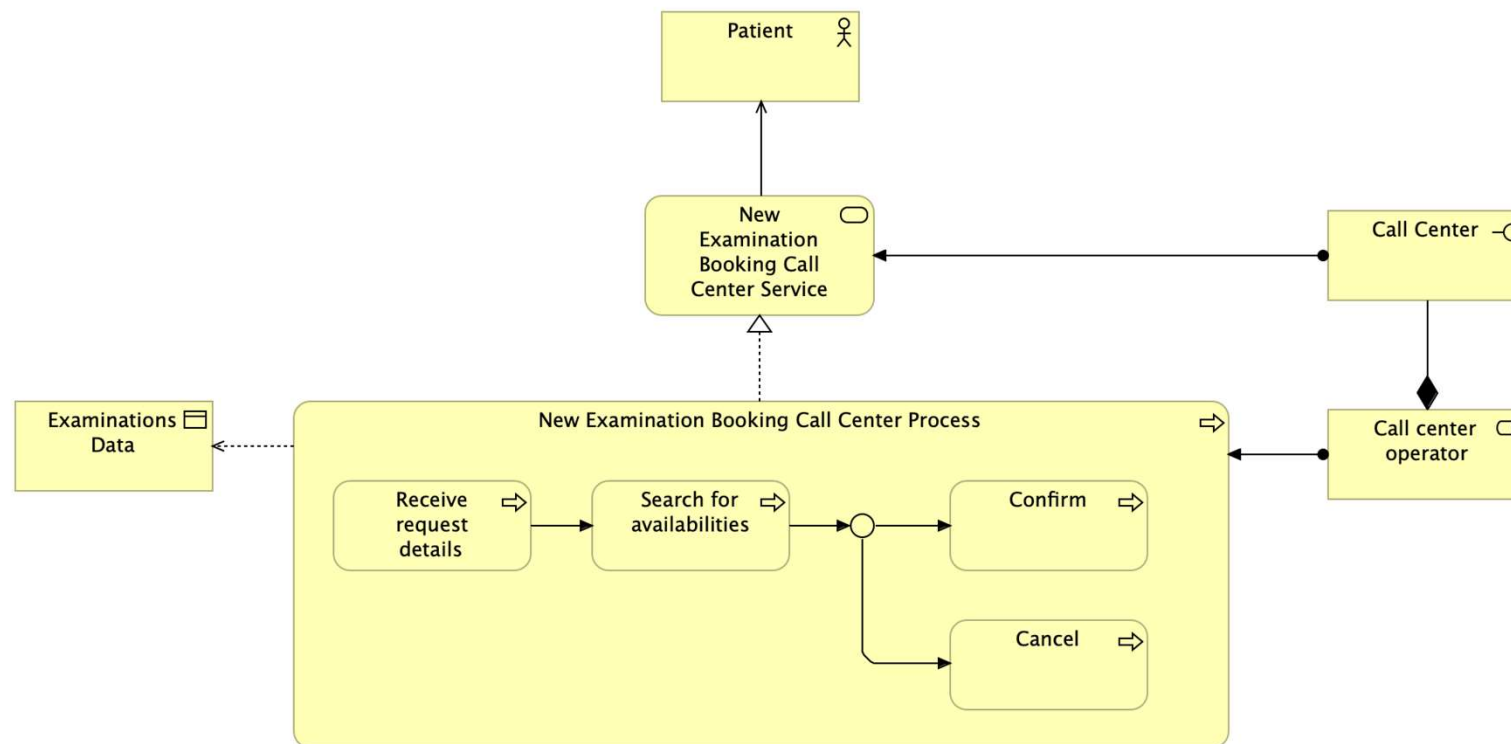 Patient
New
Examination
Booking Call
Center Service
Call Center
Examinations
Data
New Examination Booking Call Center Process
Call center
operator
Receive
request
details
Search for
availabilities
Confirm
Cancel